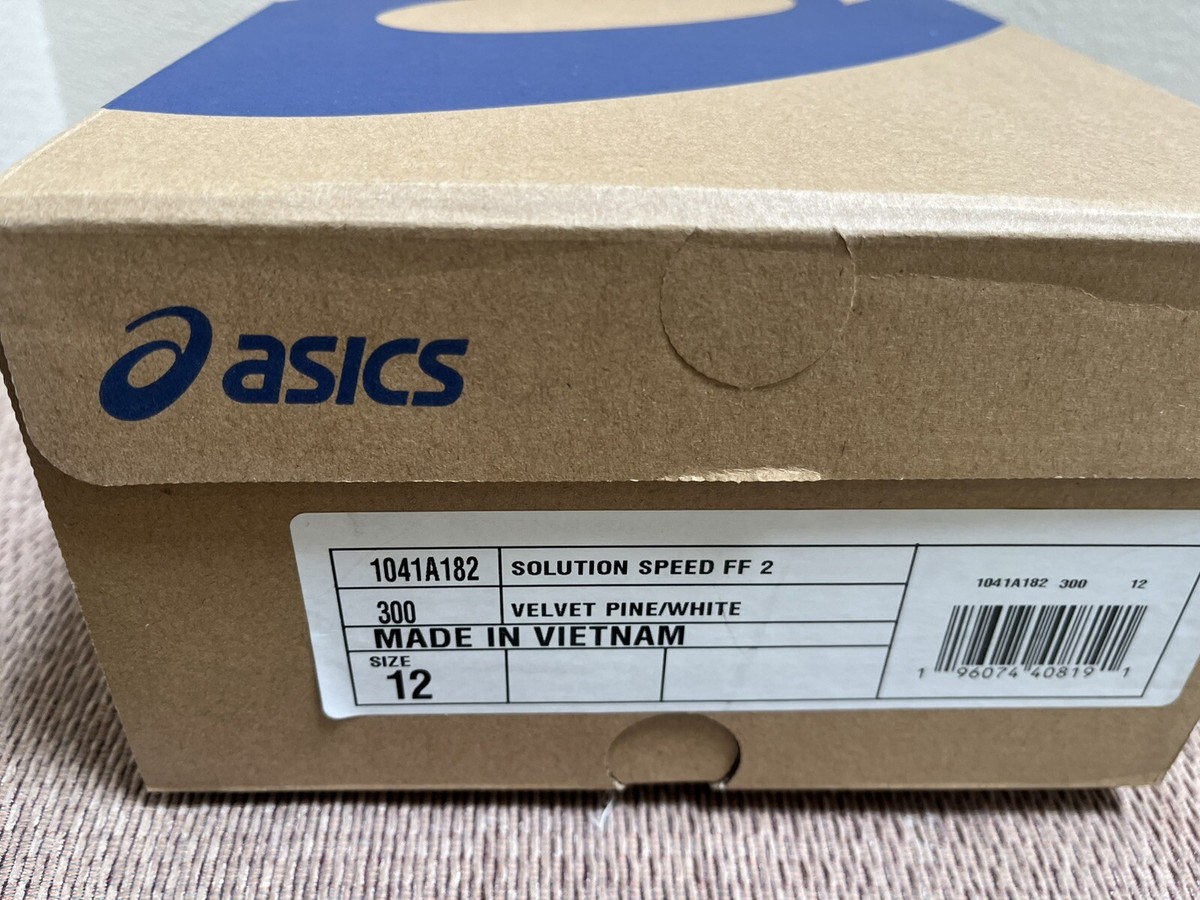 asics
1041A182 SOLUTION SPEED FF 2
300 VELVET PINE/WHITE
MADE IN VIETNAM
SIZE
12
1041A182 300 12
1 96074 40819 1